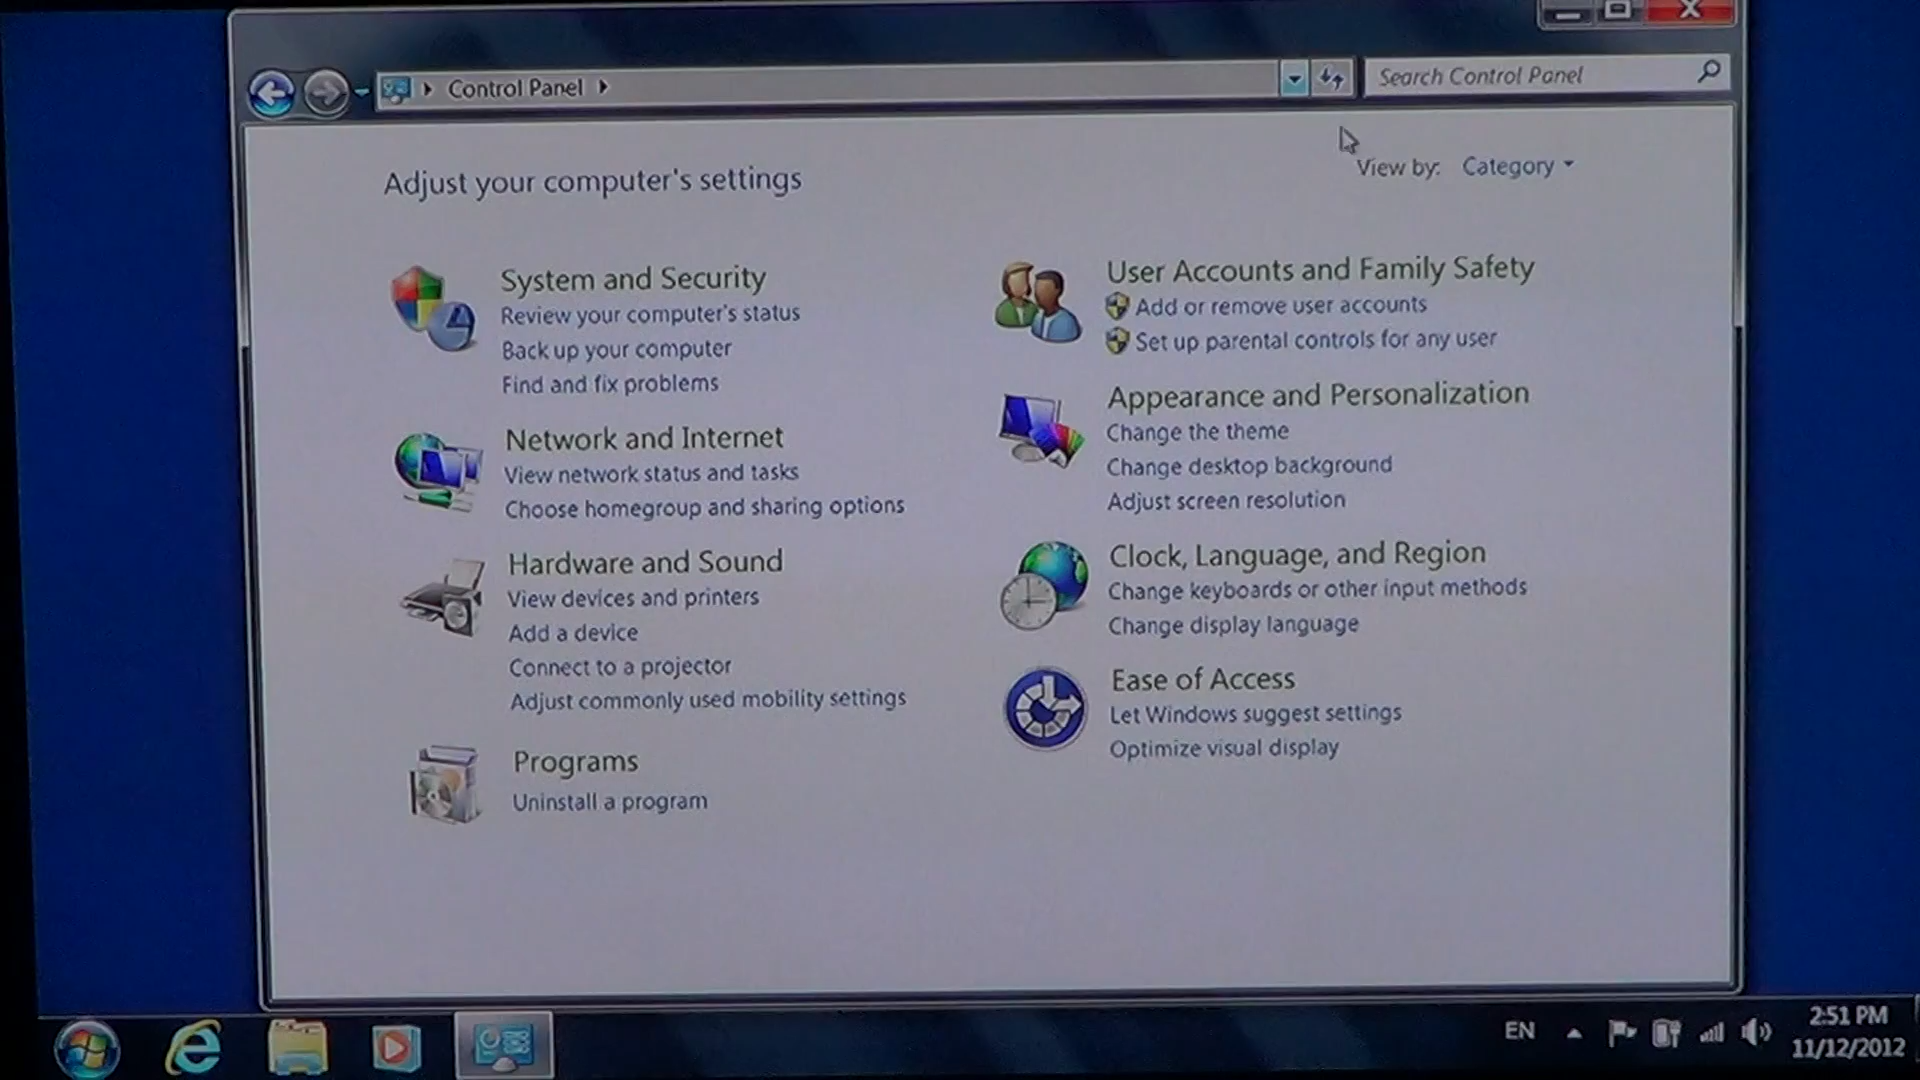 Control Panel
Search Control Panel
Adjust your computer's settings
View by: Category
System and Security
Review your computer's status
Back up your computer
Find and fix problems
Network and Internet
View network status and tasks
Choose homegroup and sharing options
Hardware and Sound
View devices and printers
Add a device
Connect to a projector
Adjust commonly used mobility settings
Programs
Uninstall a program
User Accounts and Family Safety
Add or remove user accounts
Set up parental controls for any user
Appearance and Personalization
Change the theme
Change desktop background
Adjust screen resolution
Clock, Language, and Region
Change keyboards or other input methods
Change display language
Ease of Access
Let Windows suggest settings
Optimize visual display
EN
2:51 PM
11/12/2012